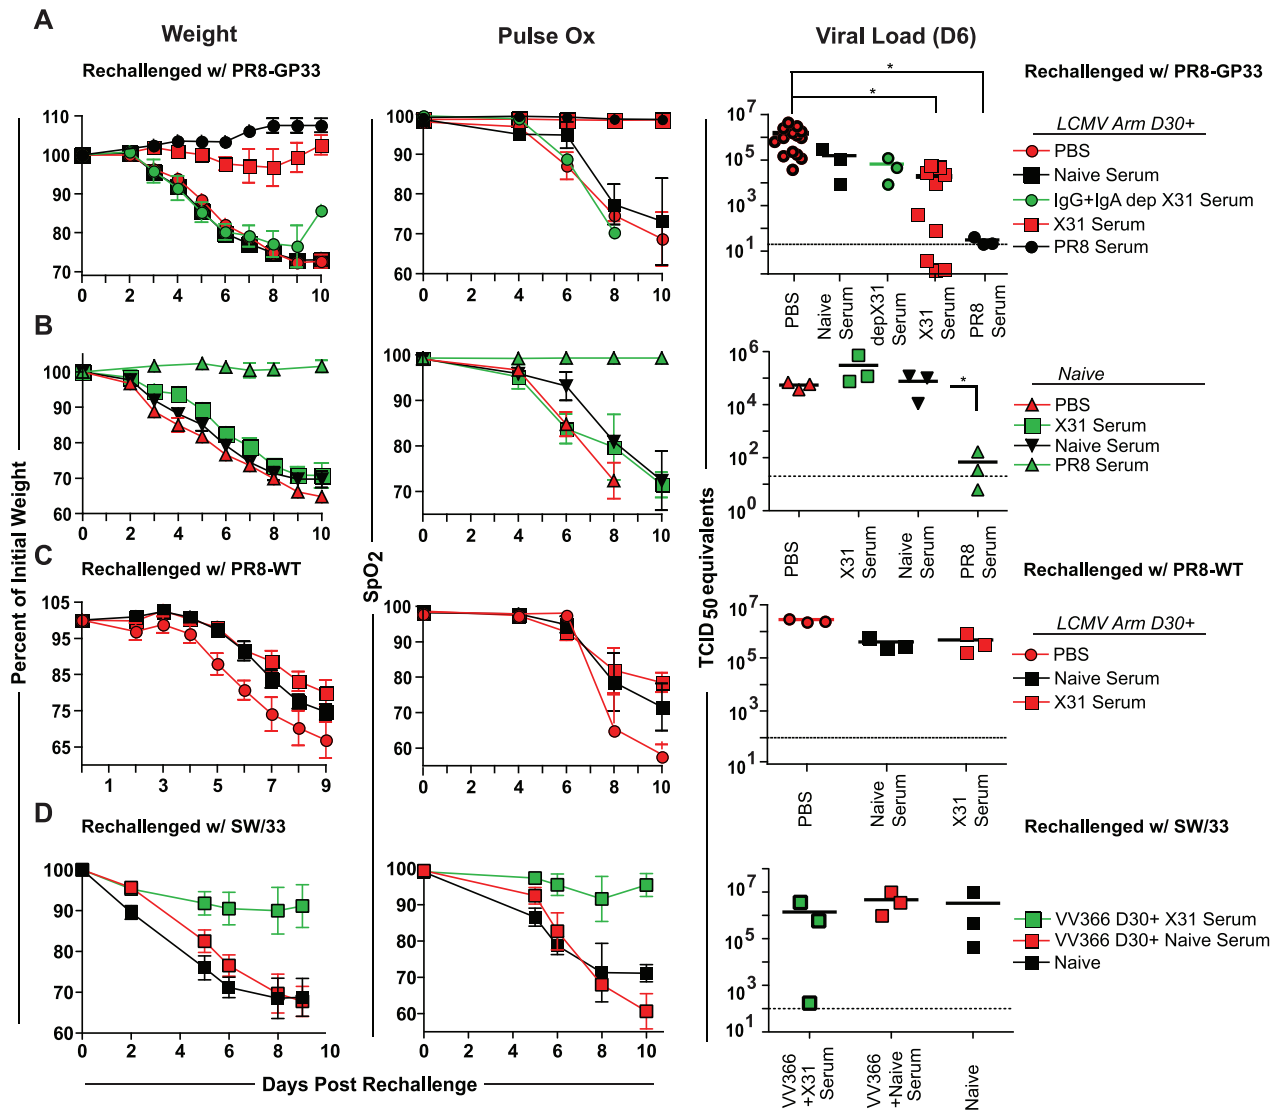 A
Weight
Pulse Ox
Viral Load (D6)
Rechallenged w/ PR8-GP33
110
100
90
80
70
0 2 4 6 8 10
100
90
80
70
60
0 2 4 6 8 10
* 
*
10^7
10^5
10^3
10^1
PBS
Naive Serum
depX31 Serum
X31 Serum
PR8 Serum
Rechallenged w/ PR8-GP33
LCMV Arm D30+
PBS
Naive Serum
IgG+IgA dep X31 Serum
X31 Serum
PR8 Serum
B
100
90
80
70
60
0 2 4 6 8 10
100
90
80
70
0 2 4 6 8 10
*
10^6
10^4
10^2
10^0
PBS
X31 Serum
Naive Serum
PR8 Serum
Naive
PBS
X31 Serum
Naive Serum
PR8 Serum
Percent of Initial Weight
SpO2
TCID50 equivalents
C
Rechallenged w/ PR8-WT
105
95
85
75
65
1 3 5 7 9
100
90
80
70
60
0 2 4 6 8 10
10^7
10^5
10^3
10^1
PBS
Naive Serum
X31 Serum
Rechallenged w/ PR8-WT
LCMV Arm D30+
PBS
Naive Serum
X31 Serum
D
Rechallenged w/ SW/33
100
90
80
70
60
0 2 4 6 8 10
100
90
80
70
60
0 2 4 6 8 10
10^7
10^5
10^3
10^1
VV366 +X31 Serum
VV366 +Naive Serum
Naive
Rechallenged w/ SW/33
VV366 D30+ X31 Serum
VV366 D30+ Naive Serum
Naive
Days Post Rechallenge